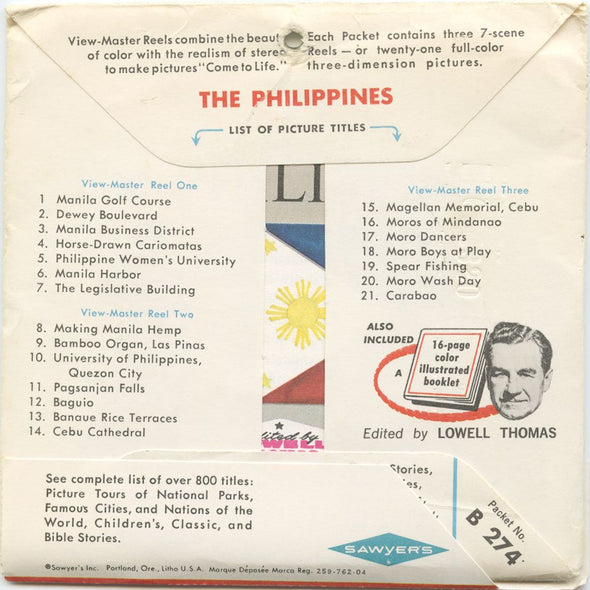 View-Master Reels combine the beaut
of color with the realism of stere
to make pictures "Come to Life."
Each Packet contains three 7-scene
Reels — or twenty-one full-color
three-dimension pictures.
THE PHILIPPINES
LIST OF PICTURE TITLES
View-Master Reel One
1 Manila Golf Course
2. Dewey Boulevard
3. Manila Business District
4. Horse-Drawn Cariomatas
5. Philippine Women's University
6. Manila Harbor
7. The Legislative Building
View-Master Reel Two
8. Making Manila Hemp
9. Bamboo Organ, Las Pinas
10. University of Philippines,
Quezon City
11. Pagsanjan Falls
12. Baguio
13. Banaue Rice Terraces
14. Cebu Cathedral
LI
dited by
View-Master Reel Three
15. Magellan Memorial, Cebu
16. Moros of Mindanao
17. Moro Dancers
18. Moro Boys at Play
19. Spear Fishing
20. Moro Wash Day
21. Carabao
ALSO
INCLUDED
A
16-page
color
illustrated
booklet
Edited by LOWELL THOMAS
See complete list of over 800 titles:
Picture Tours of National Parks,
Famous Cities, and Nations of the
World, Children's, Classic, and
Bible Stories.
Stories,
es,
SAWYER'S
Packet No.
B 274
®Sawyer's Inc. Portland, Ore., Litho U.S.A. Marque Déposée Marca Reg. 259-762-04